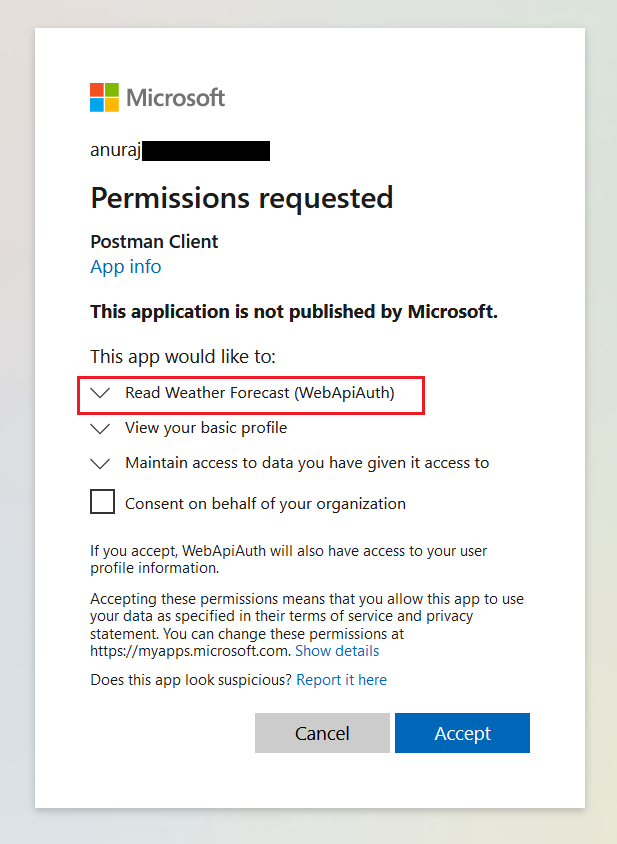 Microsoft
anuraj
Permissions requested
Postman Client
App info
This application is not published by Microsoft.
This app would like to:
Read Weather Forecast (WebApiAuth)
View your basic profile
Maintain access to data you have given it access to
Consent on behalf of your organization
If you accept, WebApiAuth will also have access to your user
profile information.
Accepting these permissions means that you allow this app to use
your data as specified in their terms of service and privacy
statement. You can change these permissions at
https://myapps.microsoft.com. Show details
Does this app look suspicious? Report it here
Cancel Accept